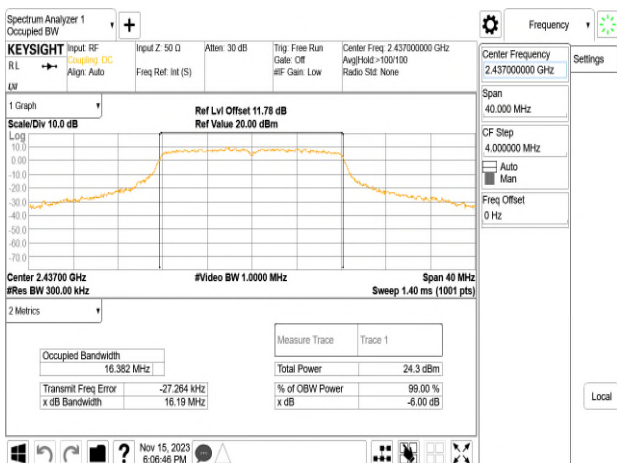 Spectrum Analyzer 1
Occupied BW
Frequency
KEYSIGHT
RL
LXI
Input: RF
Coupling: DC
Align: Auto
Input Z: 50 Ω
Freq Ref: Int (S)
Atten: 30 dB
Trig: Free Run
Gate: Off
#IF Gain: Low
Center Freq: 2.437000000 GHz
Avg|Hold:>100/100
Radio Std: None
Center Frequency
2.437000000 GHz
Settings
Span
40.000 MHz
CF Step
4.000000 MHz
Auto
Man
Freq Offset
0 Hz
Local
1 Graph
Scale/Div 10.0 dB
Ref Lvl Offset 11.78 dB
Ref Value 20.00 dBm
Log
10.0
0.00
-10.0
-20.0
-30.0
-40.0
-50.0
-60.0
-70.0
Center 2.43700 GHz
#Res BW 300.00 kHz
#Video BW 1.0000 MHz
Span 40 MHz
Sweep 1.40 ms (1001 pts)
2 Metrics
Measure Trace Trace 1
Occupied Bandwidth
16.382 MHz
Total Power 24.3 dBm
Transmit Freq Error -27.264 kHz
% of OBW Power 99.00 %
x dB Bandwidth 16.19 MHz
x dB -6.00 dB
Nov 15, 2023
6:06:46 PM